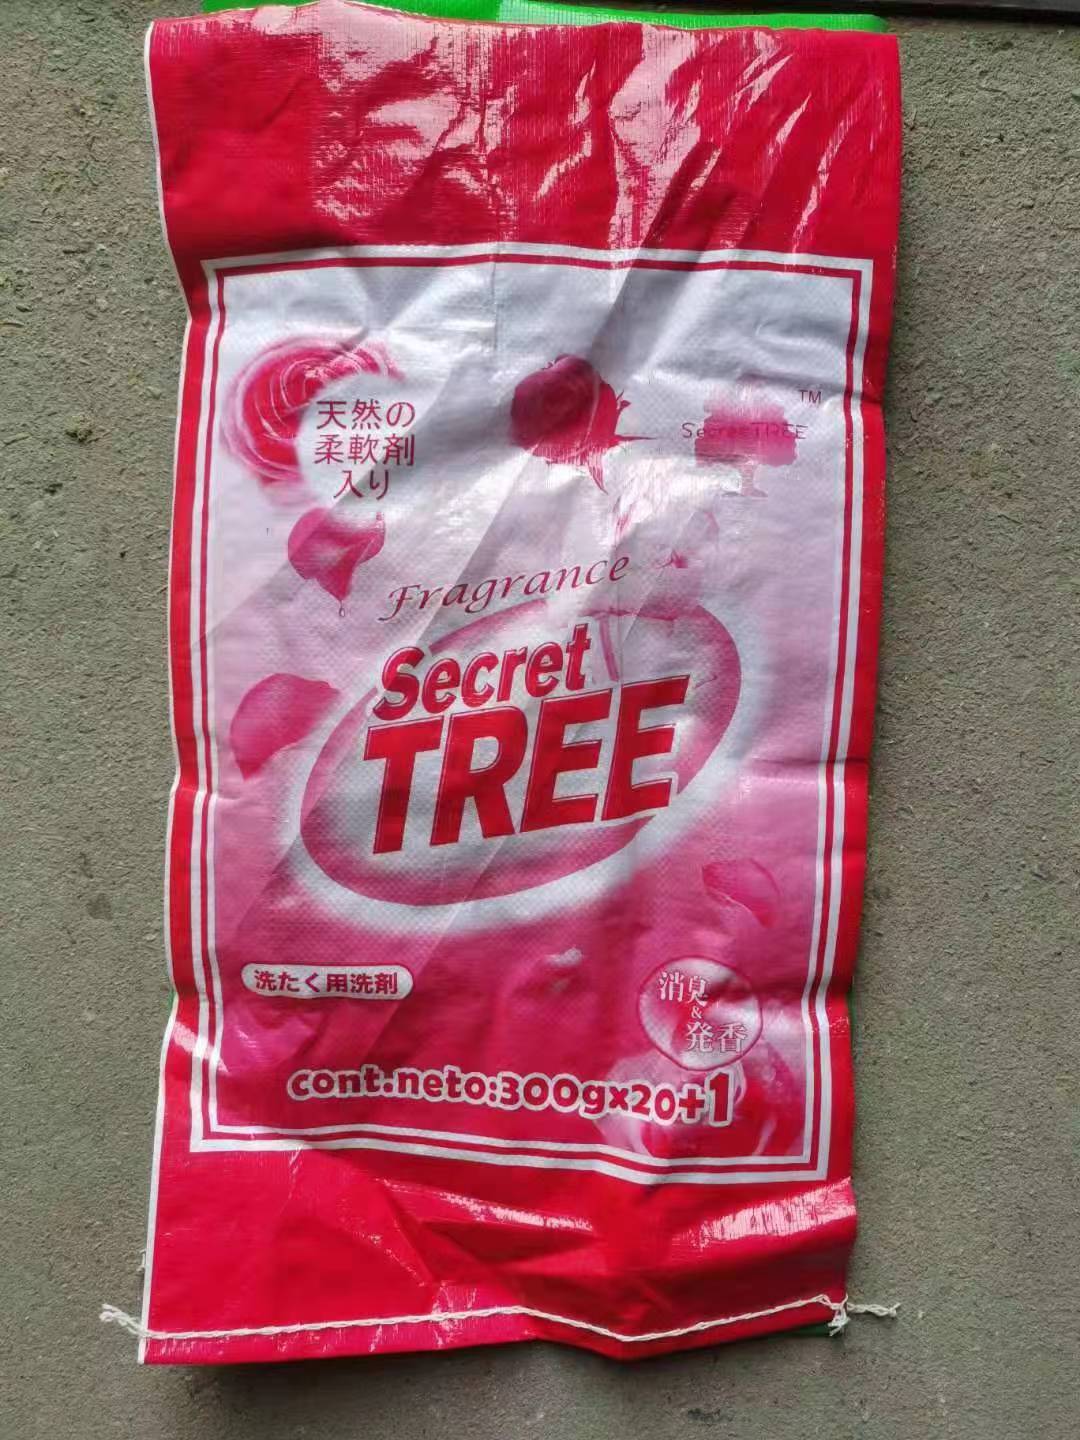 TM
SecretTREE
天然の
柔軟剤
入り
Fragrance
Secret
TREE
洗たく用洗剤
消臭
&
発香
cont.neto:300g×20+1